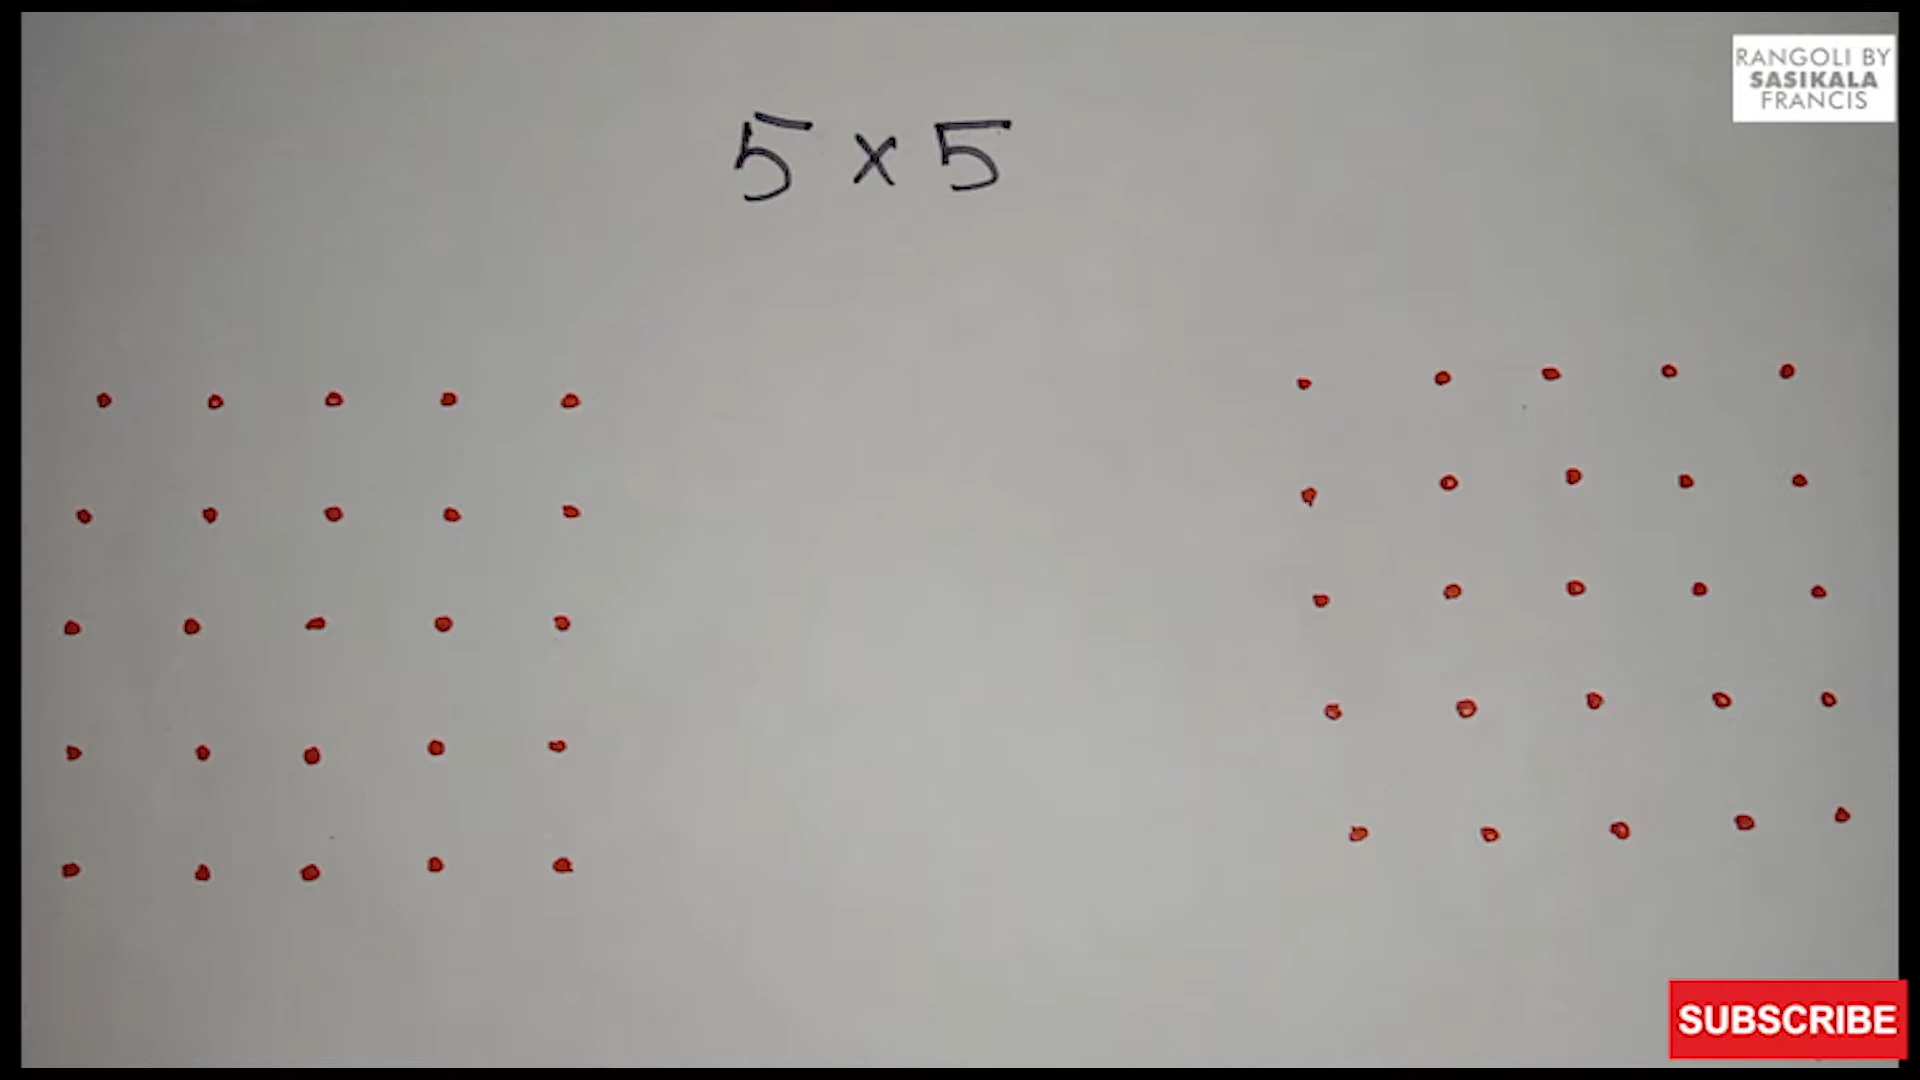 5 x 5
RANGOLI BY
SASIKALA
FRANCIS
SUBSCRIBE